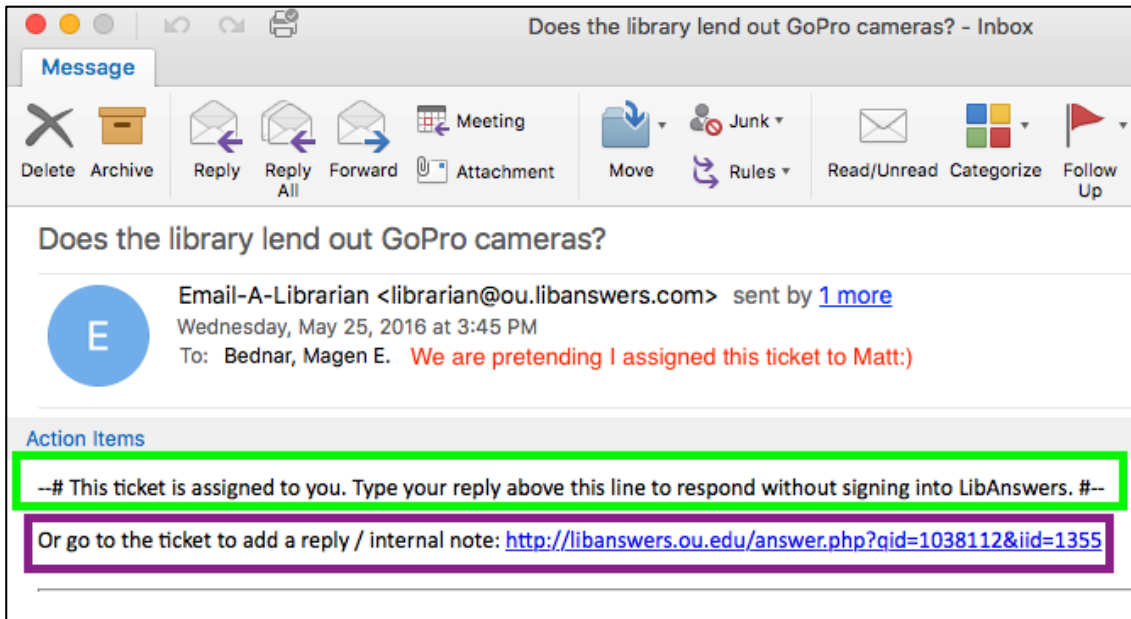 Does the library lend out GoPro cameras? - Inbox
Message
Delete Archive Reply Reply All Forward Meeting Attachment Move Junk Rules Read/Unread Categorize Follow Up
Does the library lend out GoPro cameras?
E
Email-A-Librarian <librarian@ou.libanswers.com> sent by 1 more
Wednesday, May 25, 2016 at 3:45 PM
To: Bednar, Magen E. We are pretending I assigned this ticket to Matt:)
Action Items
--# This ticket is assigned to you. Type your reply above this line to respond without signing into LibAnswers. #--
Or go to the ticket to add a reply / internal note: http://libanswers.ou.edu/answer.php?qid=1038112&iid=1355